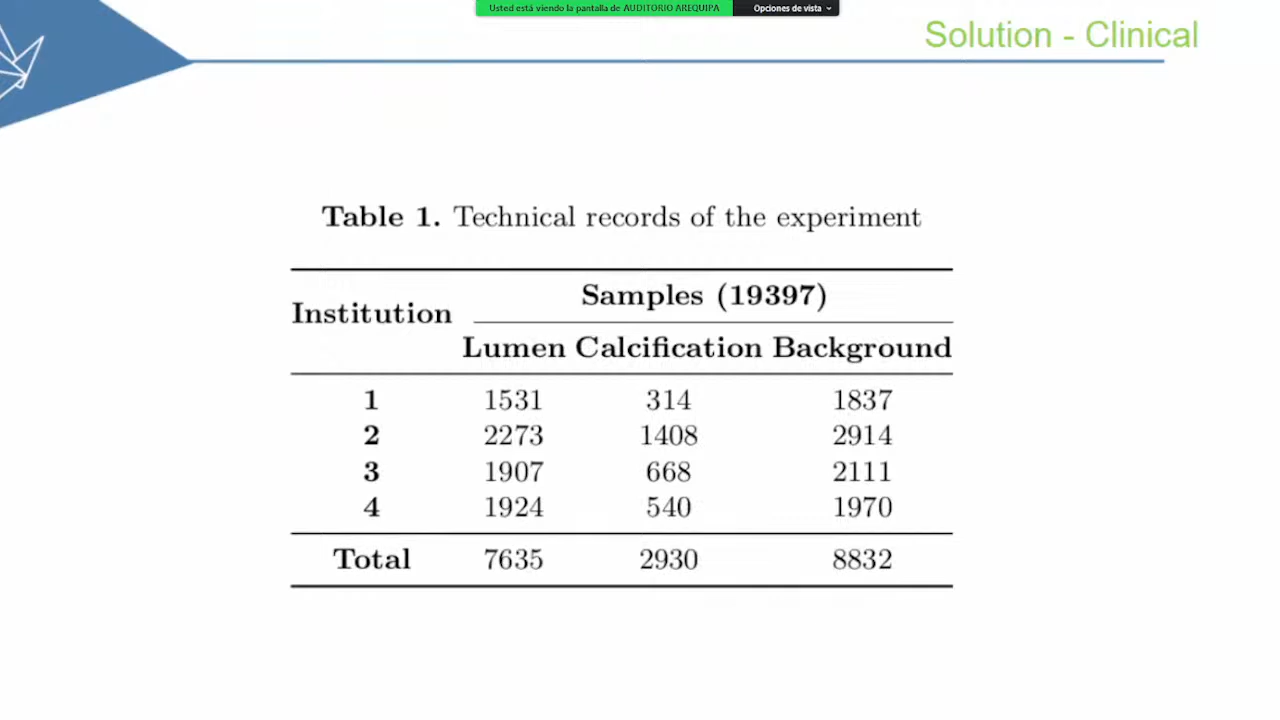 Usted está viendo la pantalla de AUDITORIO AREQUIPA Opciones de vista
Solution - Clinical
Table 1. Technical records of the experiment
Institution
Samples (19397)
Lumen Calcification Background
1 1531 314 1837
2 2273 1408 2914
3 1907 668 2111
4 1924 540 1970
Total 7635 2930 8832